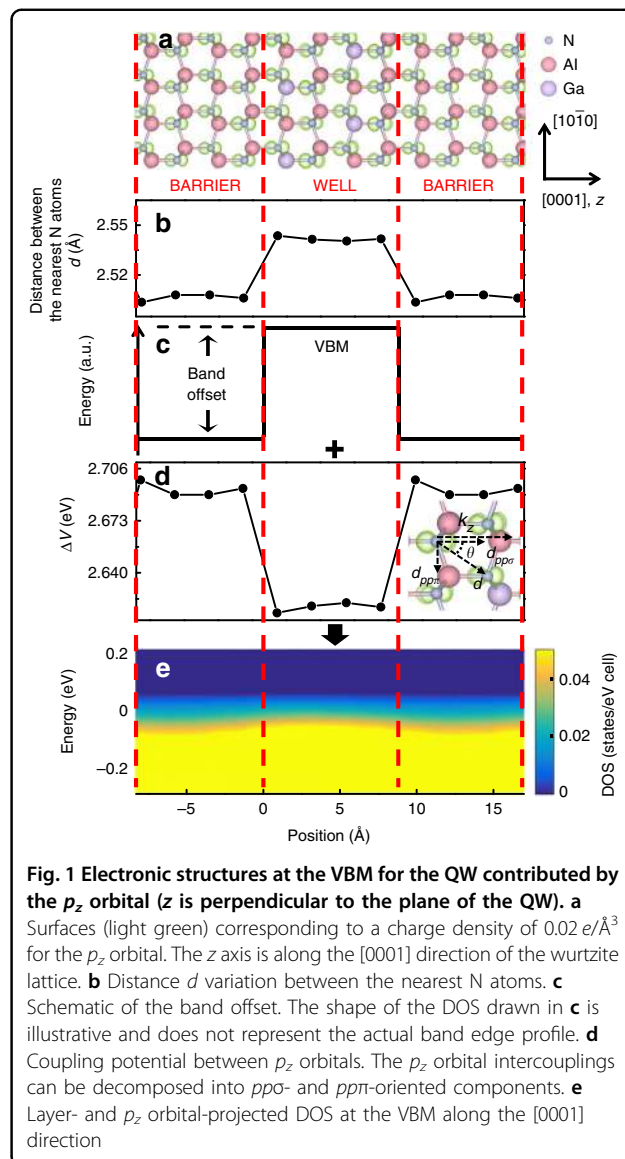 a
N
Al
Ga
[101̄0]
[0001], z
BARRIER WELL BARRIER
b
Distance between
the nearest N atoms
d (Å)
2.55
2.52
c
Energy (a.u.)
Band
offset
VBM
+
d
ΔV (eV)
2.706
2.673
2.640
k_z
θ
d_ppσ
d_ppπ
d
e
Energy (eV)
0.2
0
−0.2
−5 0 5 10 15
Position (Å)
0.04
0.02
0
DOS (states/eV cell)
Fig. 1 Electronic structures at the VBM for the QW contributed by
the p_z orbital (z is perpendicular to the plane of the QW). a
Surfaces (light green) corresponding to a charge density of 0.02 e/Å³
for the p_z orbital. The z axis is along the [0001] direction of the wurtzite
lattice. b Distance d variation between the nearest N atoms. c
Schematic of the band offset. The shape of the DOS drawn in c is
illustrative and does not represent the actual band edge profile. d
Coupling potential between p_z orbitals. The p_z orbital intercouplings
can be decomposed into ppσ- and ppπ-oriented components. e
Layer- and p_z orbital-projected DOS at the VBM along the [0001]
direction